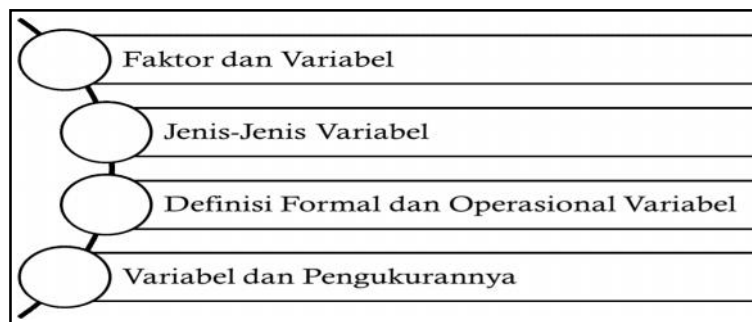 Faktor dan Variabel
Jenis-Jenis Variabel
Definisi Formal dan Operasional Variabel
Variabel dan Pengukurannya